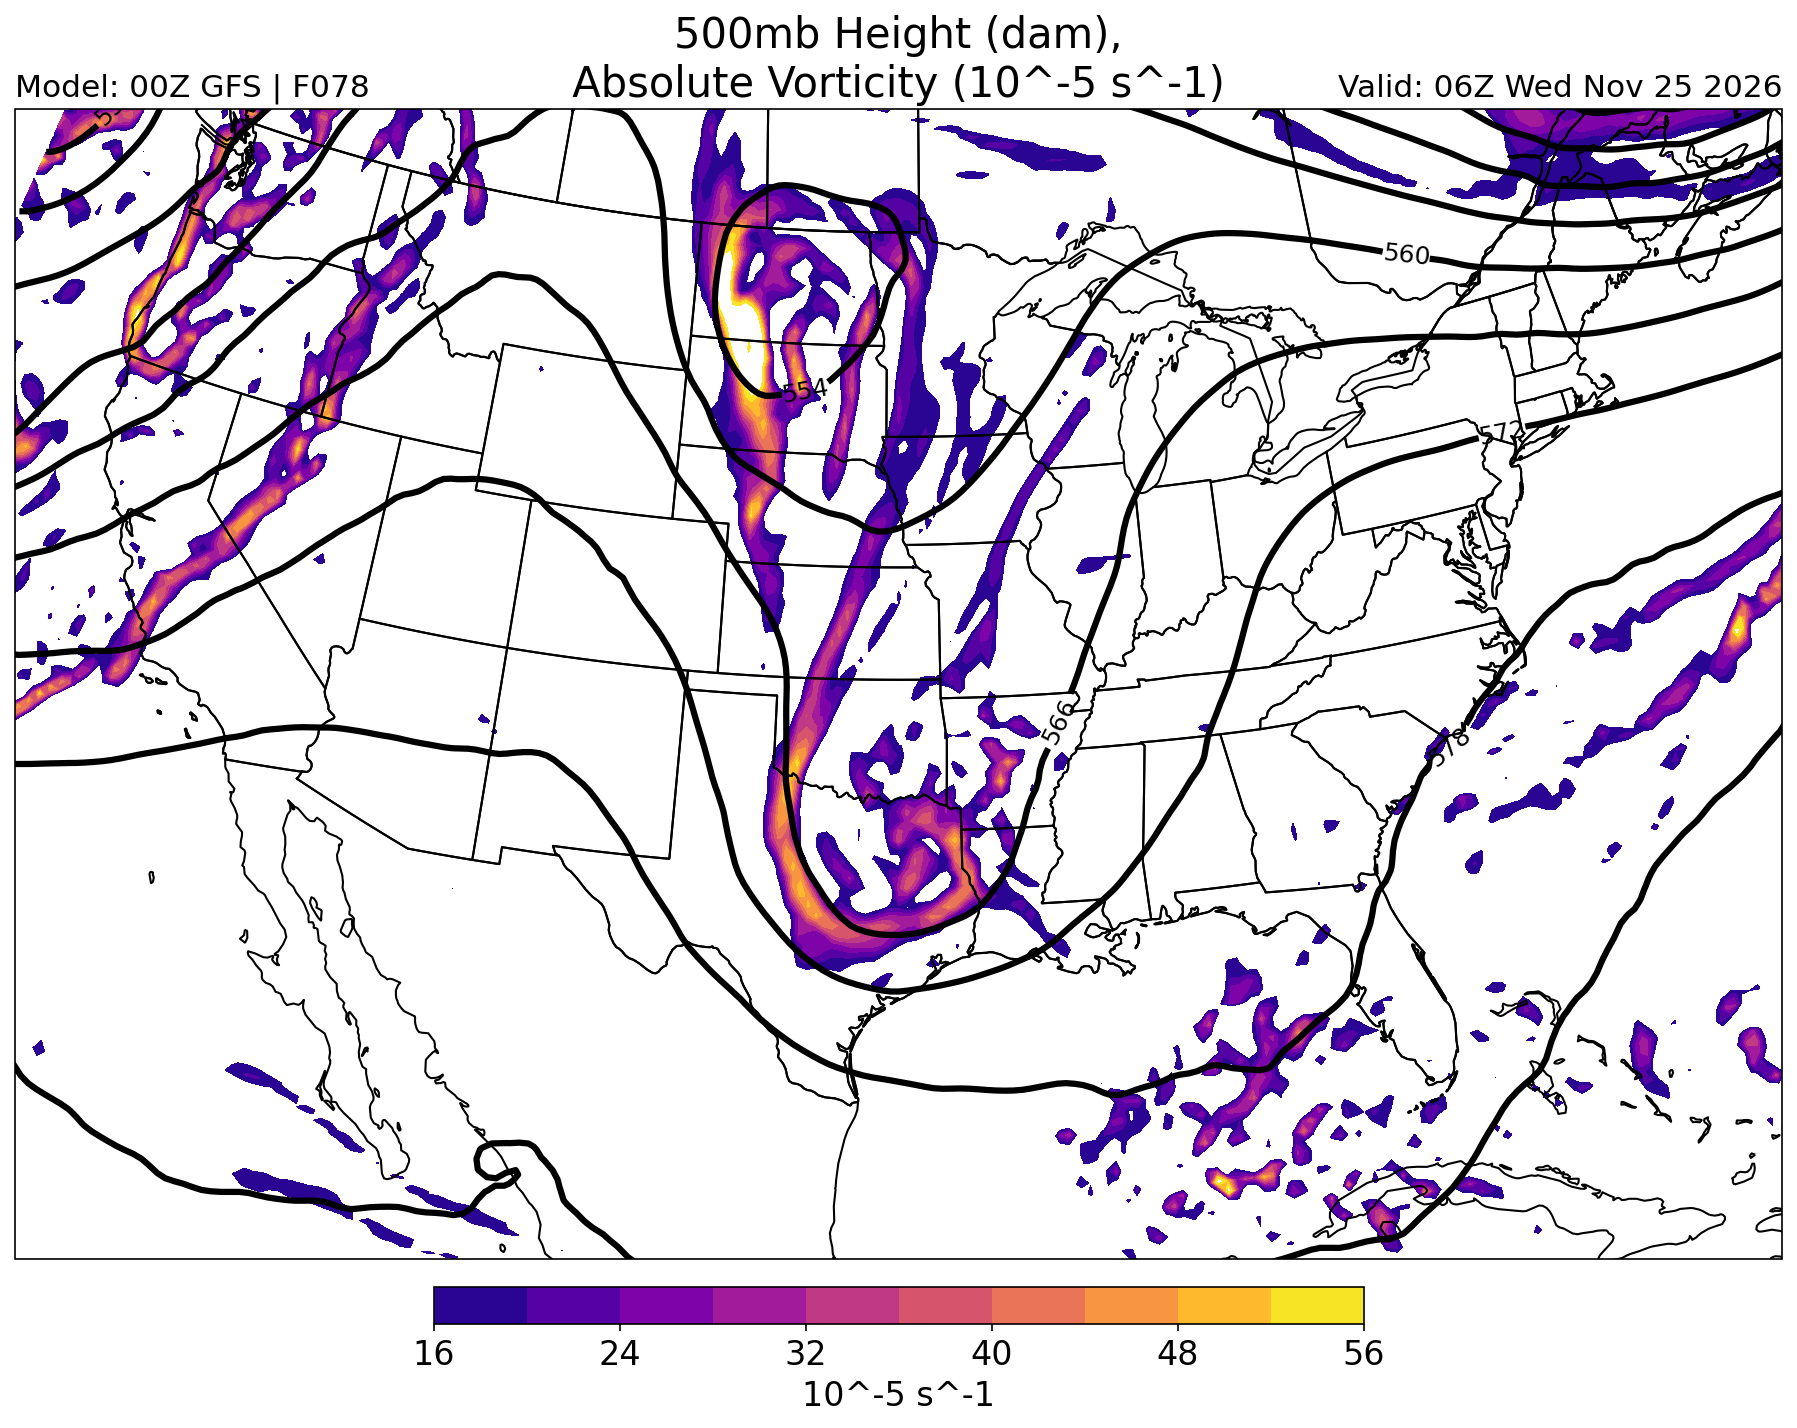 500mb Height (dam),
Absolute Vorticity (10^-5 s^-1)
Model: 00Z GFS | F078
Valid: 06Z Wed Nov 25 2026
560
554
572
566
578
16 24 32 40 48 56
10^-5 s^-1